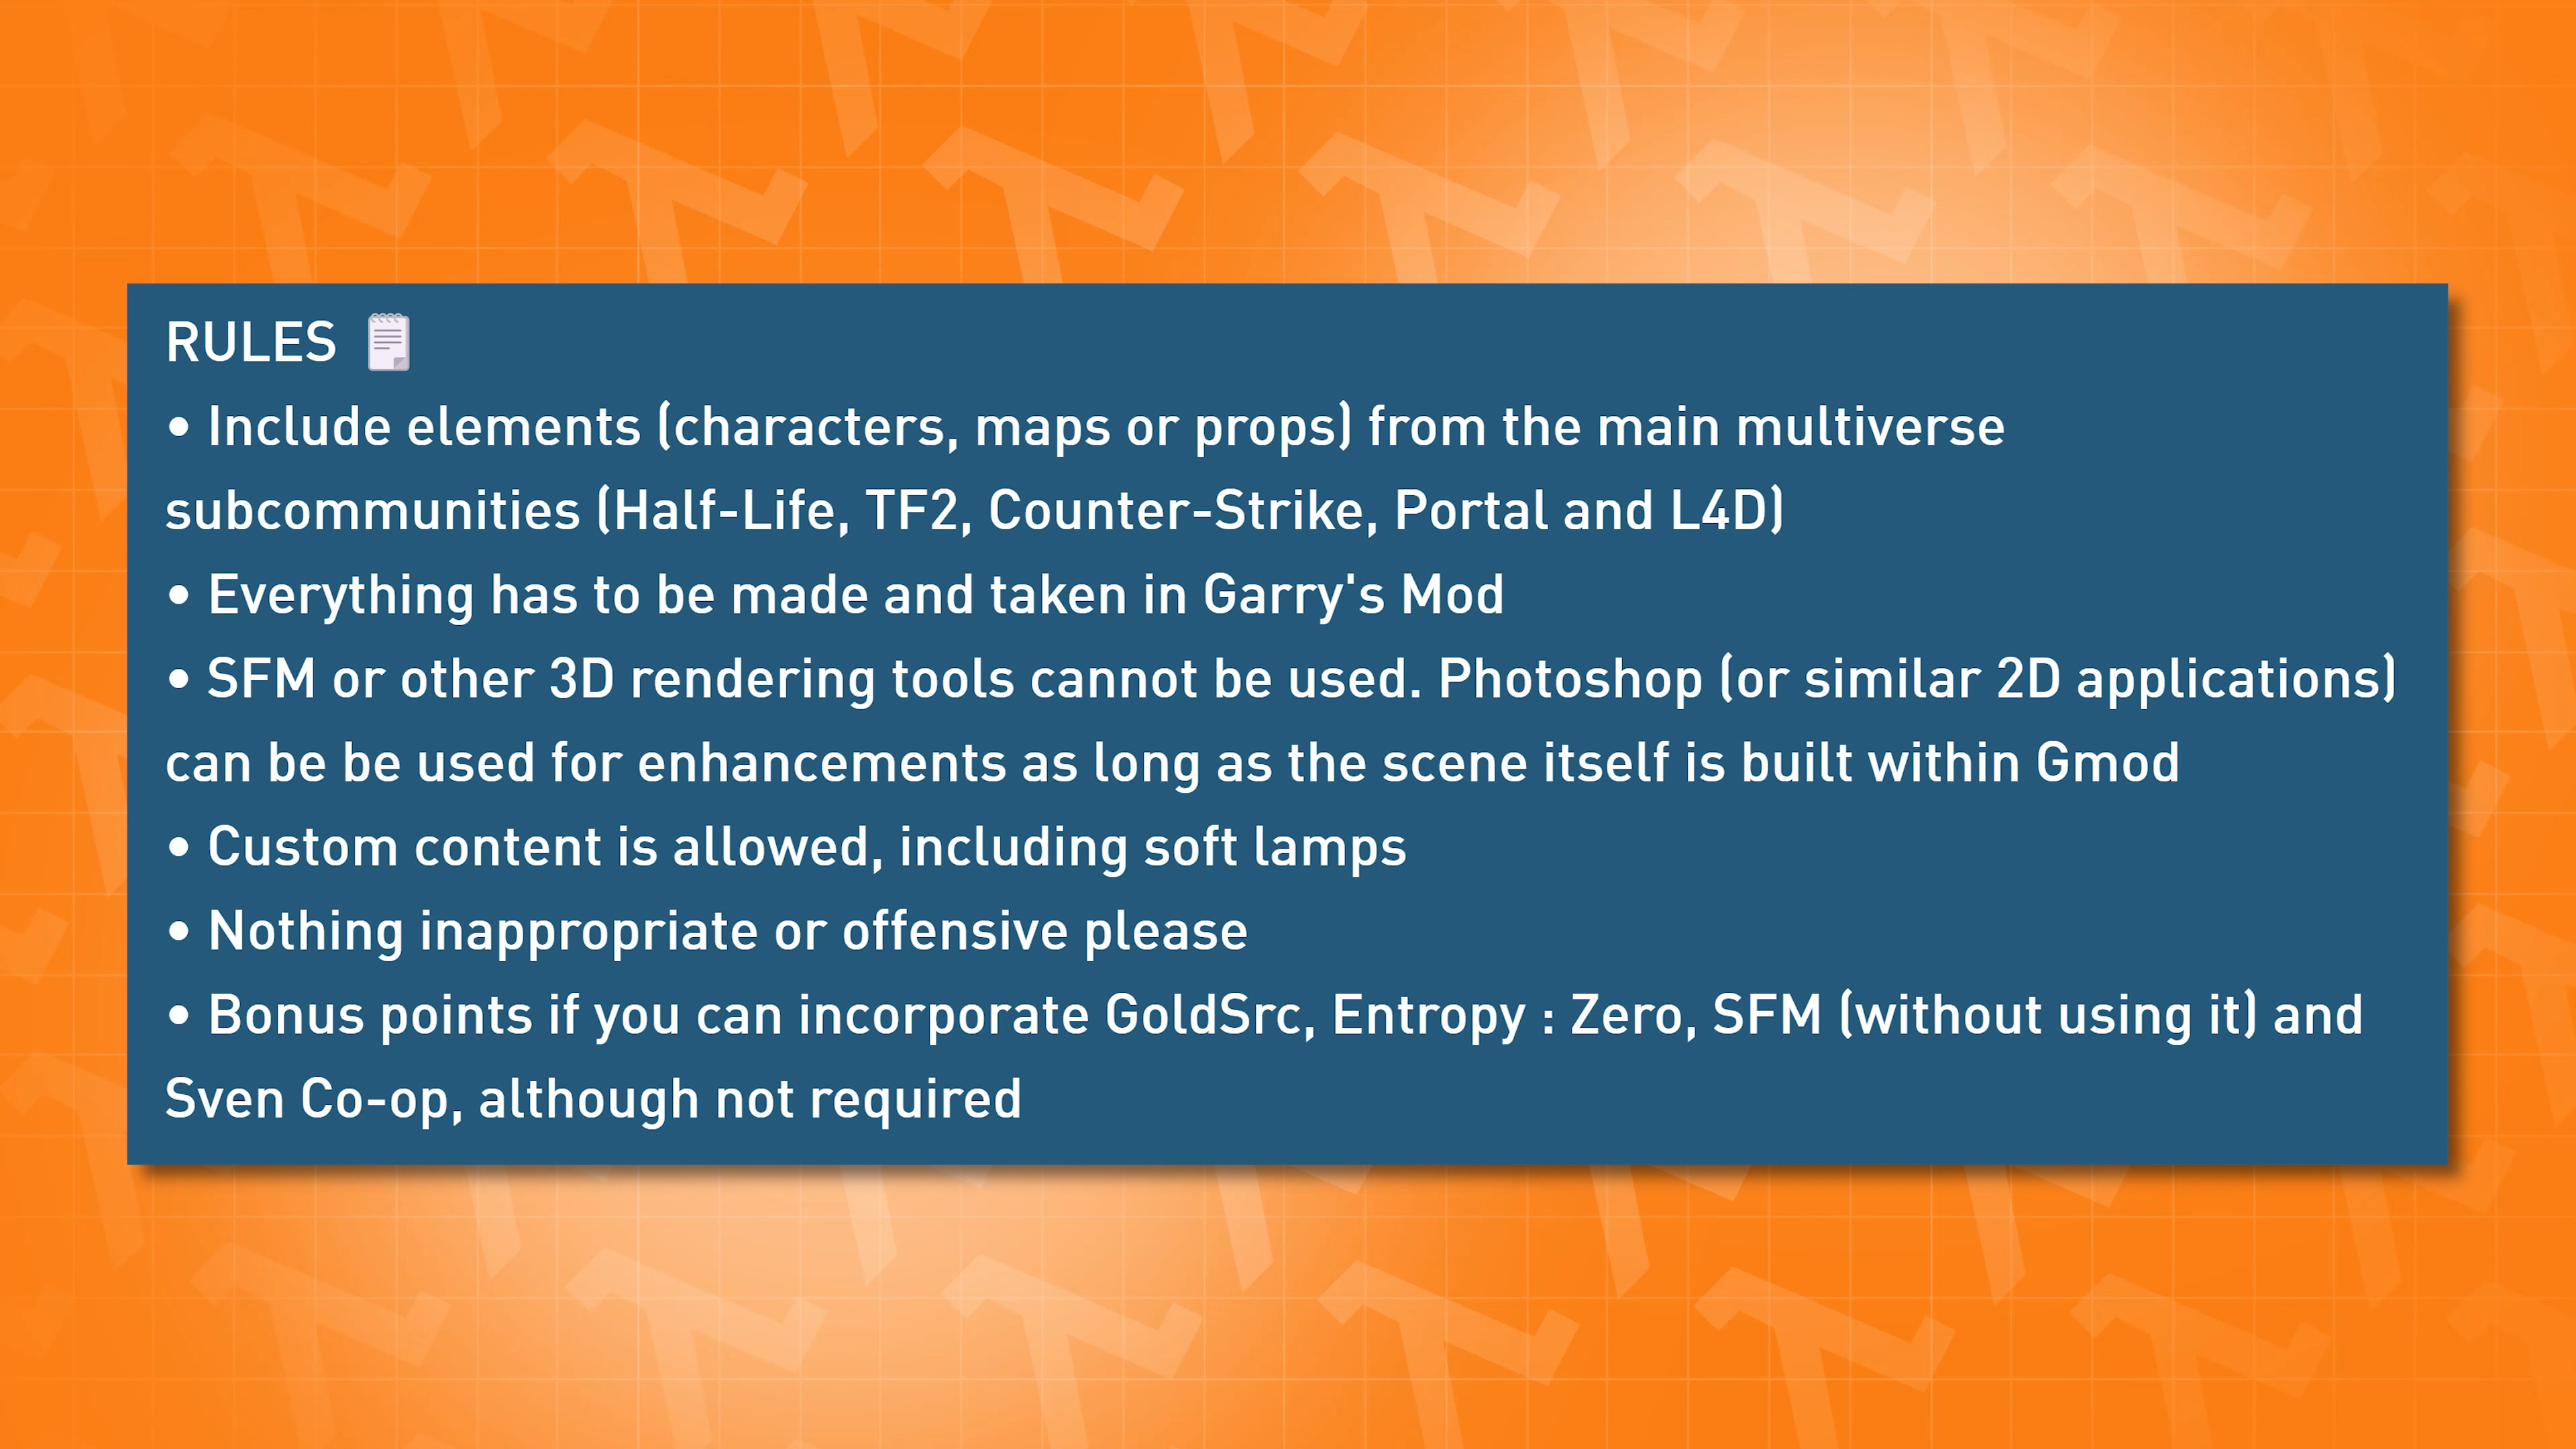 RULES
• Include elements (characters, maps or props) from the main multiverse
subcommunities (Half-Life, TF2, Counter-Strike, Portal and L4D)
• Everything has to be made and taken in Garry's Mod
• SFM or other 3D rendering tools cannot be used. Photoshop (or similar 2D applications)
can be be used for enhancements as long as the scene itself is built within Gmod
• Custom content is allowed, including soft lamps
• Nothing inappropriate or offensive please
• Bonus points if you can incorporate GoldSrc, Entropy : Zero, SFM (without using it) and
Sven Co-op, although not required